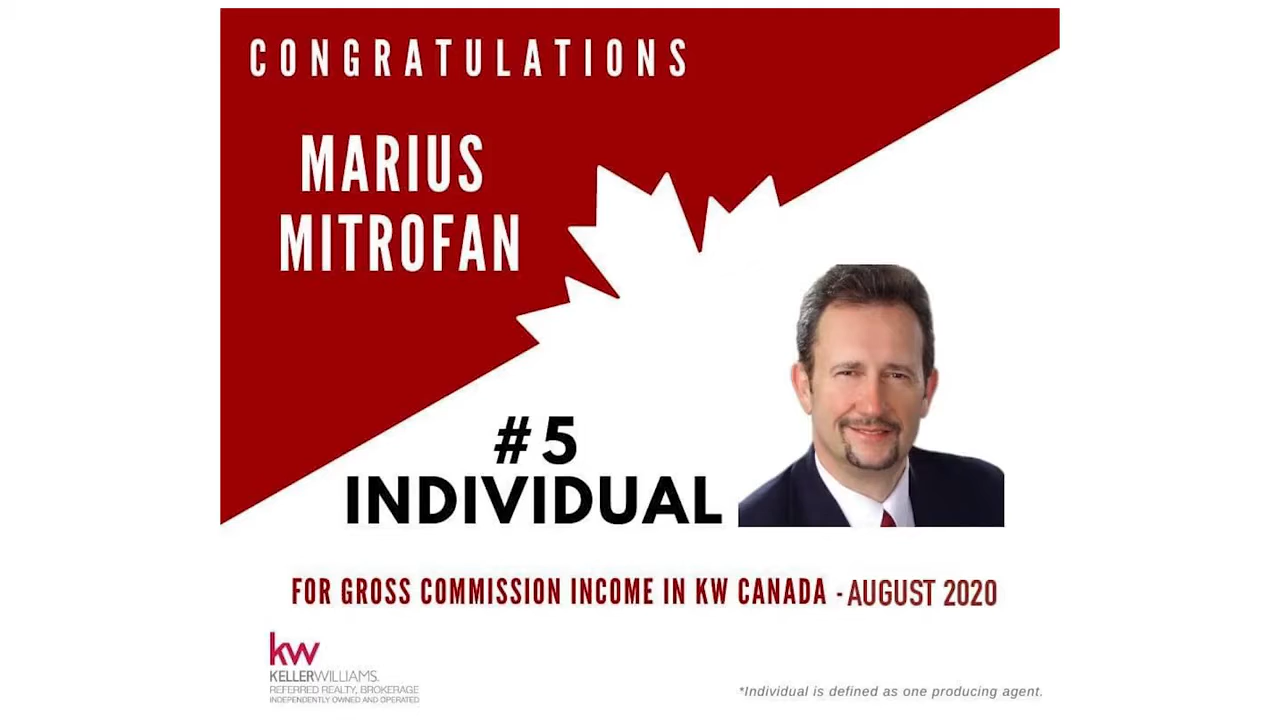 CONGRATULATIONS
MARIUS
MITROFAN
#5
INDIVIDUAL
FOR GROSS COMMISSION INCOME IN KW CANADA - AUGUST 2020
kw
KELLERWILLIAMS.
REFERRED REALTY, BROKERAGE
INDEPENDENTLY OWNED AND OPERATED
*Individual is defined as one producing agent.